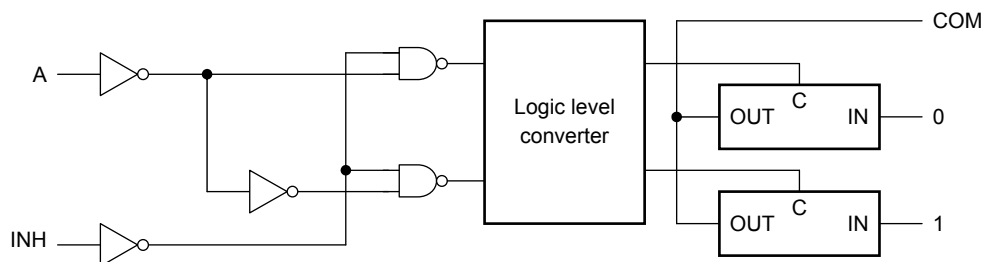 COM
A
C
OUT
IN
0
Logic level
converter
C
OUT
IN
1
INH